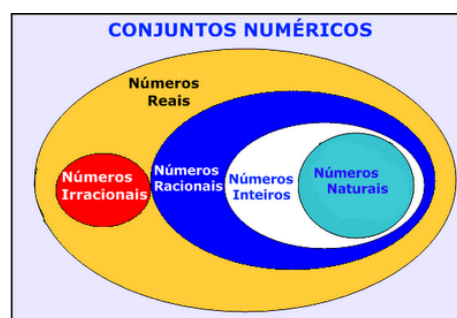 CONJUNTOS NUMÉRICOS
Números
Reais
Números
Irracionais
Números
Racionais
Números
Inteiros
Números
Naturais